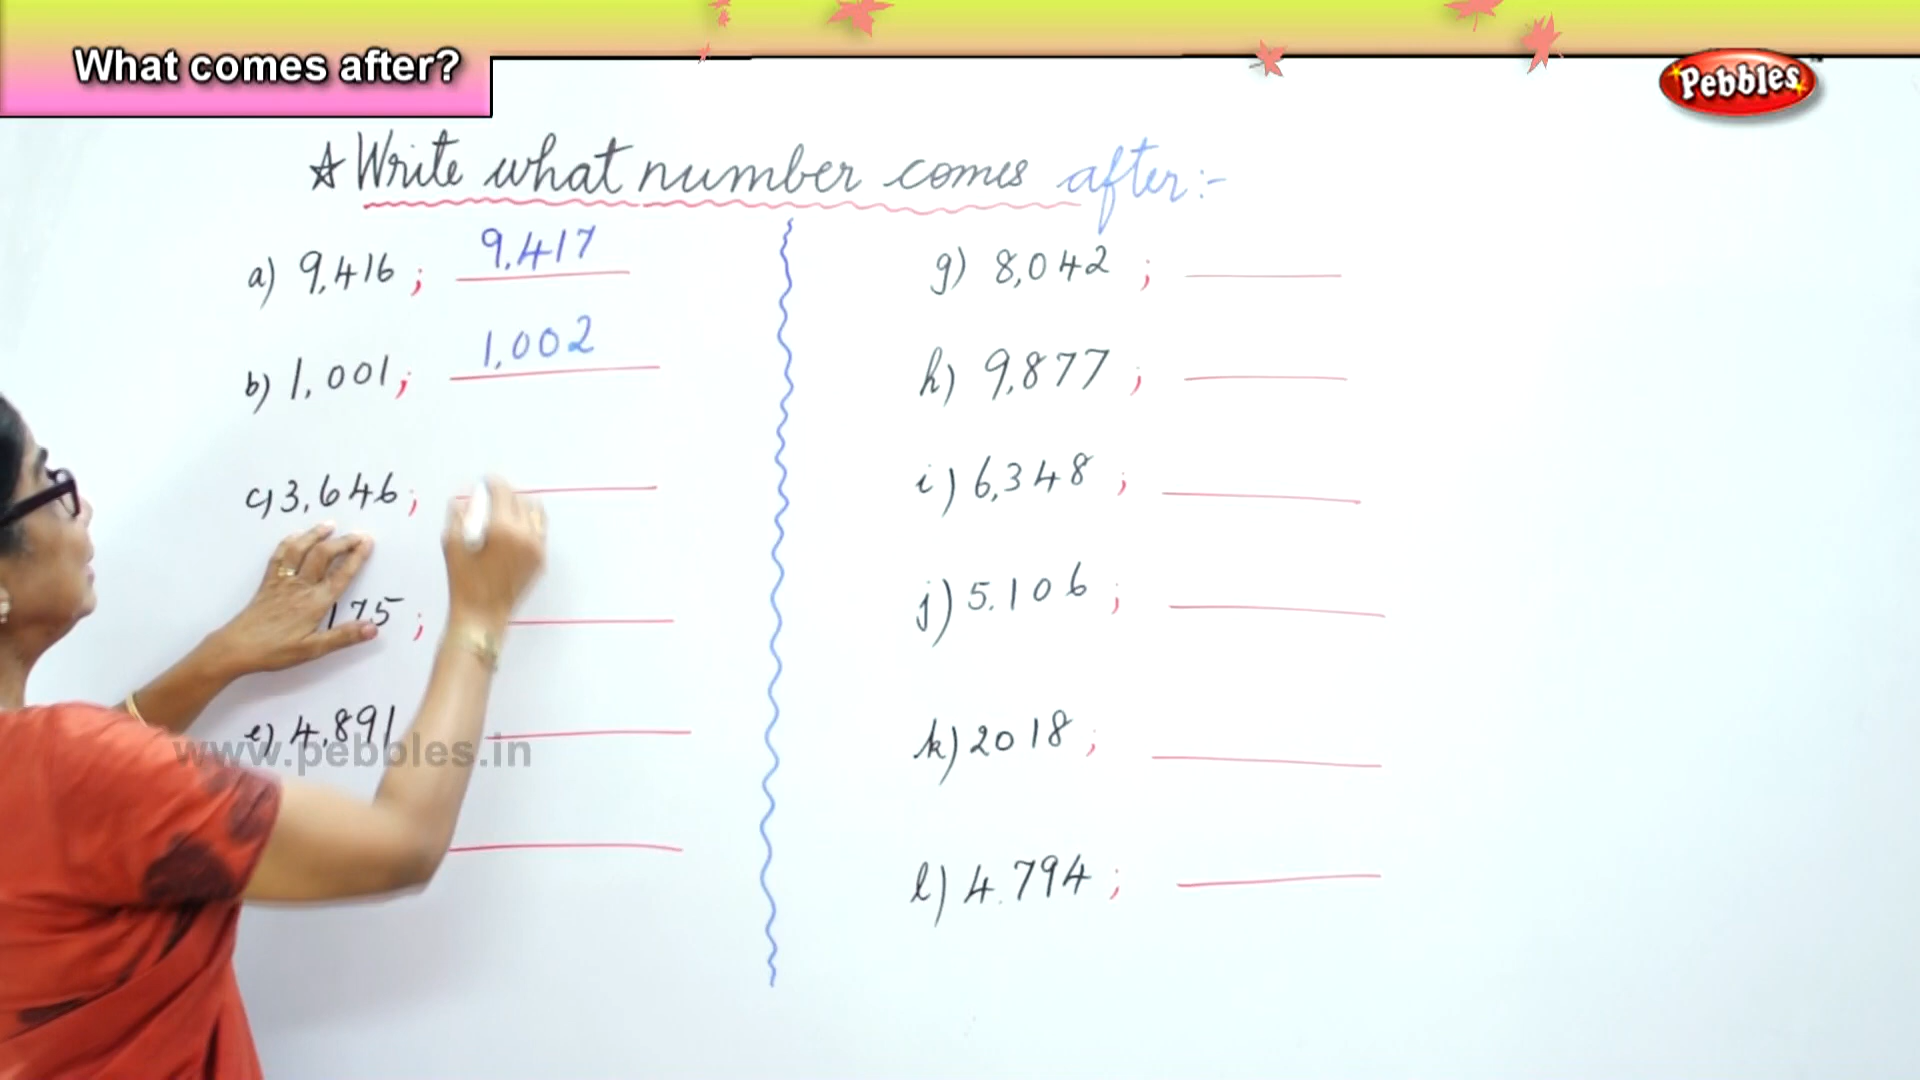 What comes after?
Pebbles
☆ Write what number comes after:-
a) 9,416 ; 9,417
b) 1,001 ; 1,002
c) 3,646 ;
175 ;
e) 4,891
www.pebbles.in
g) 8,042 ;
h) 9,877 ;
i) 6,348 ;
j) 5.106 ;
k) 2018 ;
l) 4.794 ;